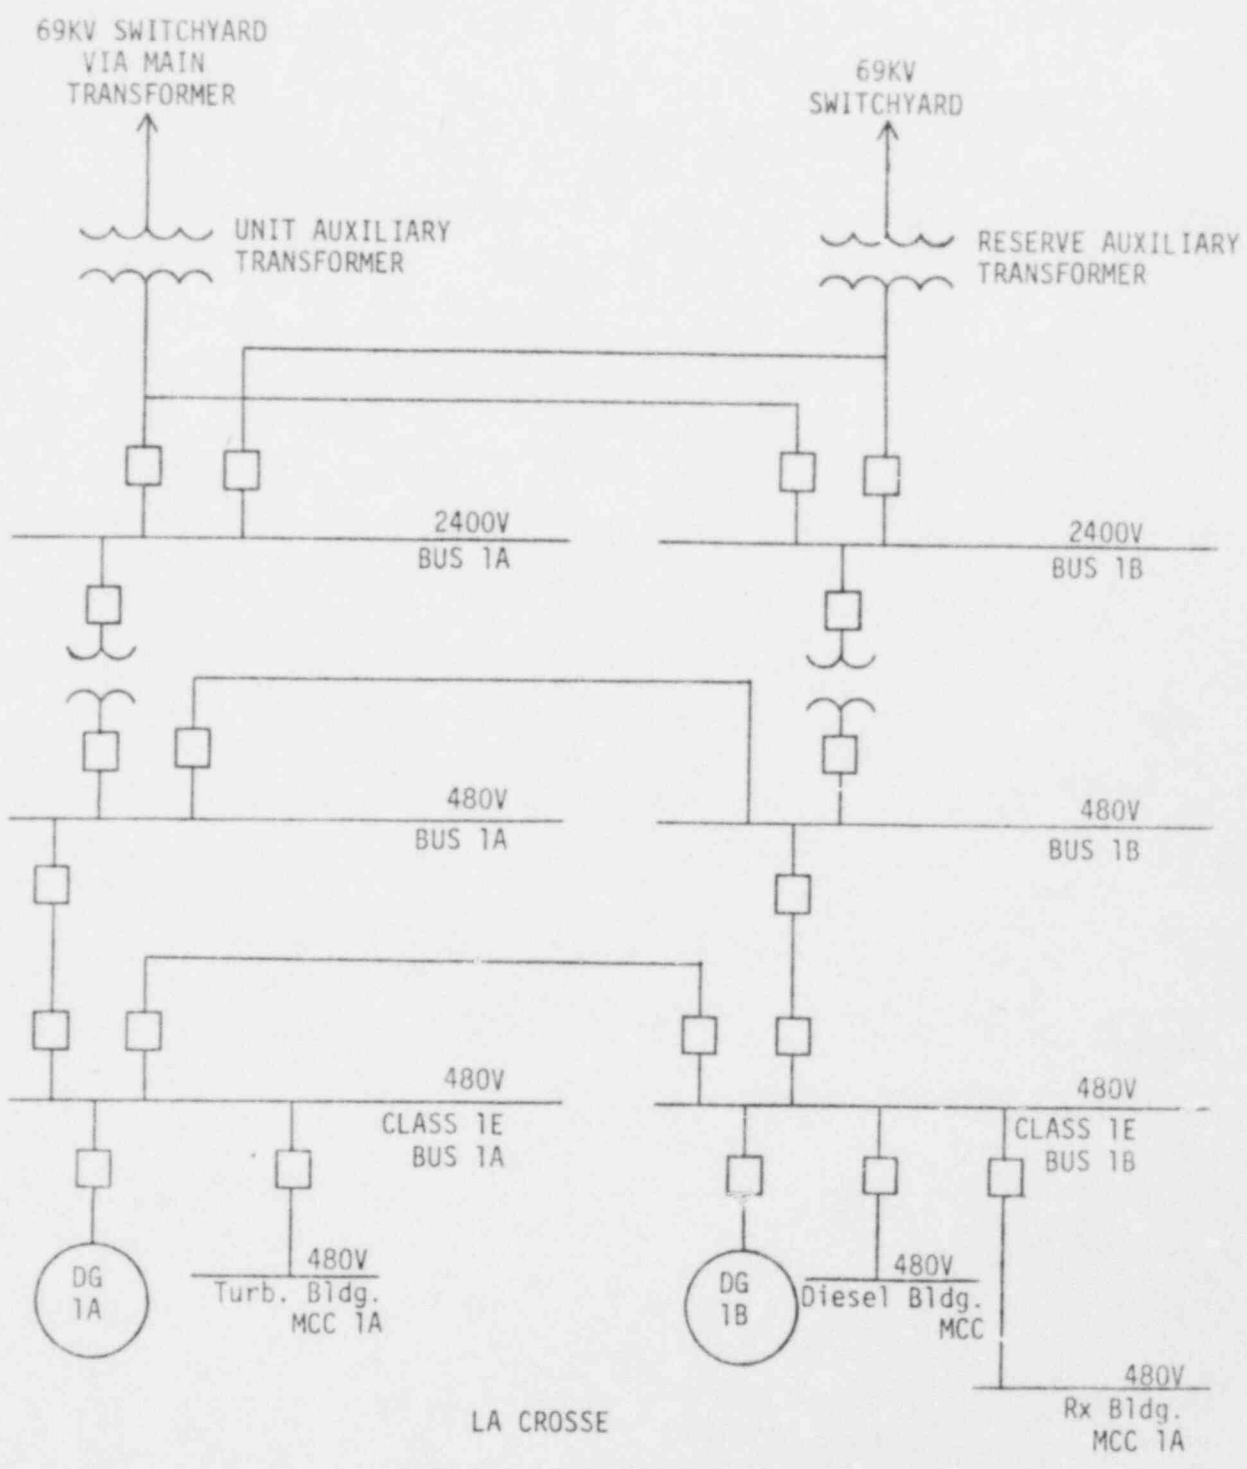 69KV SWITCHYARD
VIA MAIN
TRANSFORMER
69KV
SWITCHYARD
UNIT AUXILIARY
TRANSFORMER
RESERVE AUXILIARY
TRANSFORMER
2400V
BUS 1A
2400V
BUS 1B
480V
BUS 1A
480V
BUS 1B
480V
CLASS 1E
BUS 1A
480V
CLASS 1E
BUS 1B
DG
1A
480V
Turb. Bldg.
MCC 1A
DG
1B
480V
Diesel Bldg.
MCC
480V
Rx Bldg.
MCC 1A
LA CROSSE